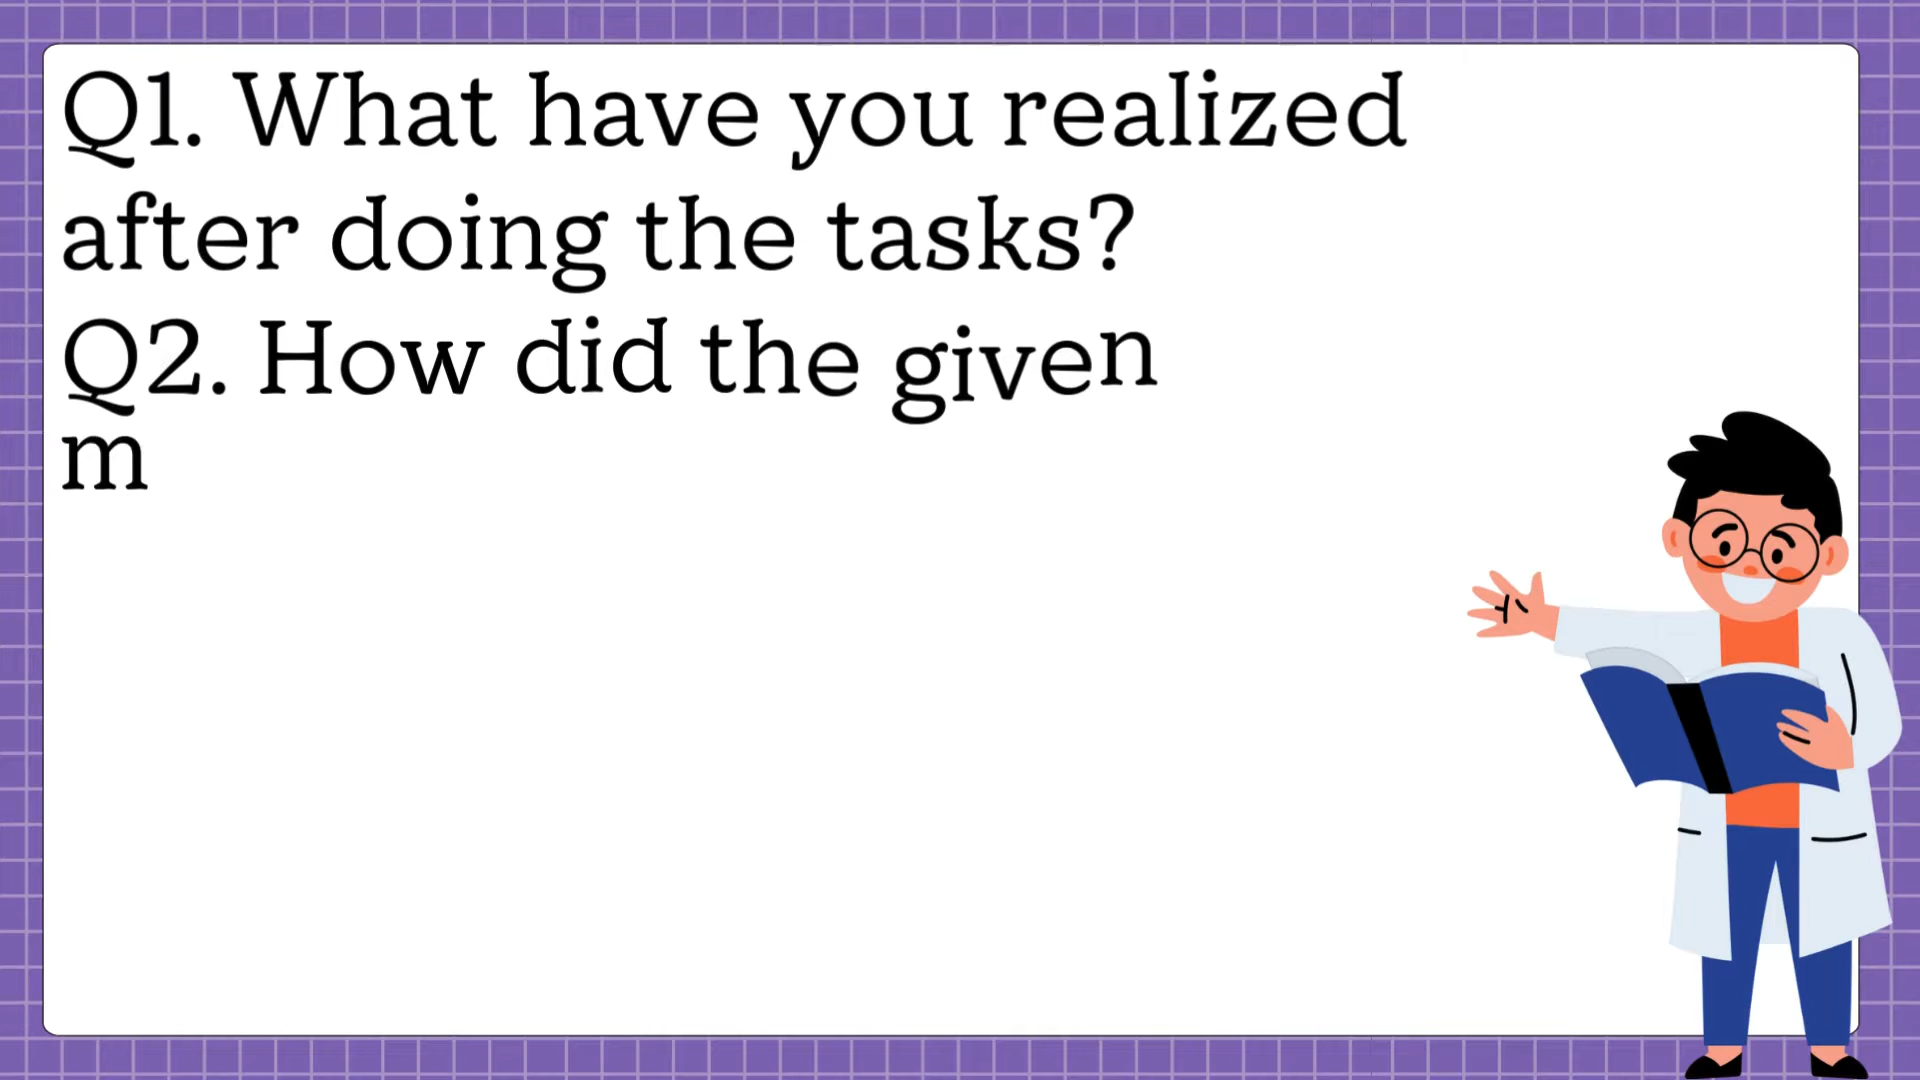 Q1. What have you realized
after doing the tasks?
Q2. How did the given
m